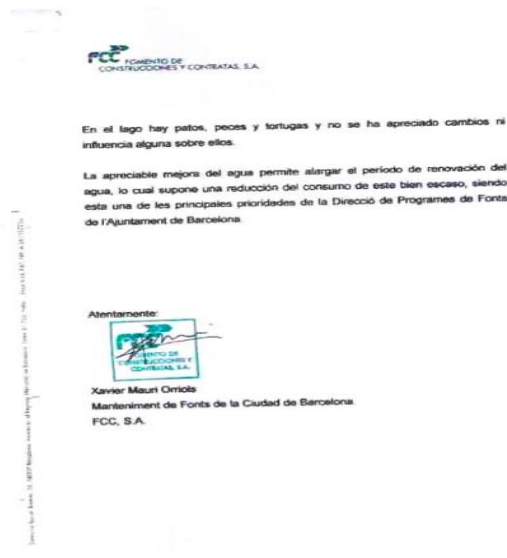 FCC FOMENTO DE
CONSTRUCCIONES Y CONTRATAS, S.A.
En el lago hay patos, peces y tortugas y no se ha apreciado cambios ni
influencia alguna sobre ellos.
La apreciable mejora del agua permite alargar el período de renovación del
agua, lo cual supone una reducción del consumo de este bien escaso, siendo
esta una de les principales prioridades de la Direcció de Programes de Fonts
de l'Ajuntament de Barcelona.
Atentamente:
FCC
FOMENTO DE
CONSTRUCCIONES Y
CONTRATAS, S.A.
Xavier Mauri Orriols
Manteniment de Fonts de la Ciudad de Barcelona
FCC, S.A.